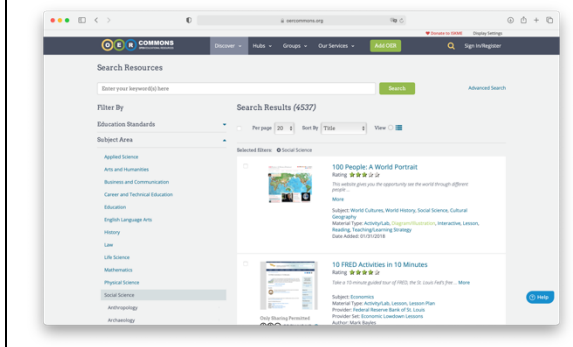 oercommons.org
Donate to ISKME Display Settings
OER COMMONS
Discover Hubs Groups Our Services Add OER Sign In/Register
Search Resources
Enter your keyword(s) here Search Advanced Search
Filter By
Education Standards
Subject Area
Applied Science
Arts and Humanities
Business and Communication
Career and Technical Education
Education
English Language Arts
History
Law
Life Science
Mathematics
Physical Science
Social Science
Anthropology
Archaeology
Search Results (4537)
Per page 20 Sort By Title View
Selected filters: Social Science
100 People: A World Portrait
Rating
This website gives you the opportunity see the world through different
people ...
More
Subject: World Cultures, World History, Social Science, Cultural
Geography
Material Type: Activity/Lab, Diagram/Illustration, Interactive, Lesson,
Reading, Teaching/Learning Strategy
Date Added: 01/01/2018
10 FRED Activities in 10 Minutes
Rating
Take a 10-minute guided tour of FRED, the St. Louis Fed's free ... More
Subject: Economics
Material Type: Activity/Lab, Lesson, Lesson Plan
Provider: Federal Reserve Bank of St. Louis
Provider Set: Economic Lowdown Lessons
Author: Mark Bayles
Only Sharing Permitted
Help